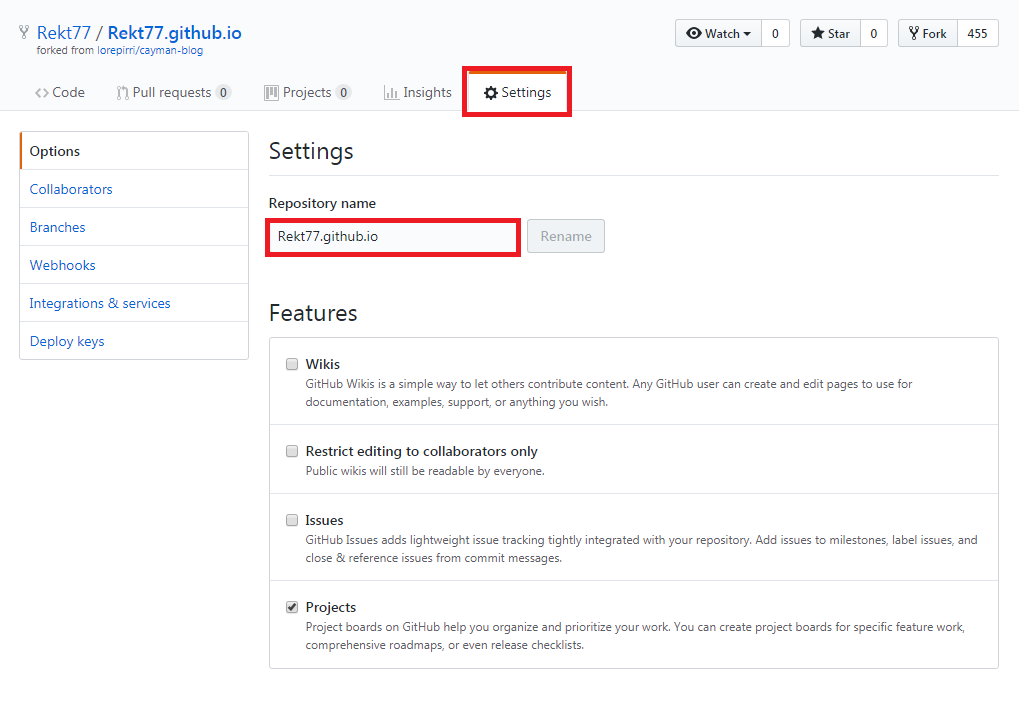 Rekt77 / Rekt77.github.io
forked from lorepirri/cayman-blog
Watch 0 Star 0 Fork 455
Code Pull requests 0 Projects 0 Insights Settings
Options
Collaborators
Branches
Webhooks
Integrations & services
Deploy keys
Settings
Repository name
Rekt77.github.io Rename
Features
Wikis
GitHub Wikis is a simple way to let others contribute content. Any GitHub user can create and edit pages to use for
documentation, examples, support, or anything you wish.
Restrict editing to collaborators only
Public wikis will still be readable by everyone.
Issues
GitHub Issues adds lightweight issue tracking tightly integrated with your repository. Add issues to milestones, label issues, and
close & reference issues from commit messages.
Projects
Project boards on GitHub help you organize and prioritize your work. You can create project boards for specific feature work,
comprehensive roadmaps, or even release checklists.